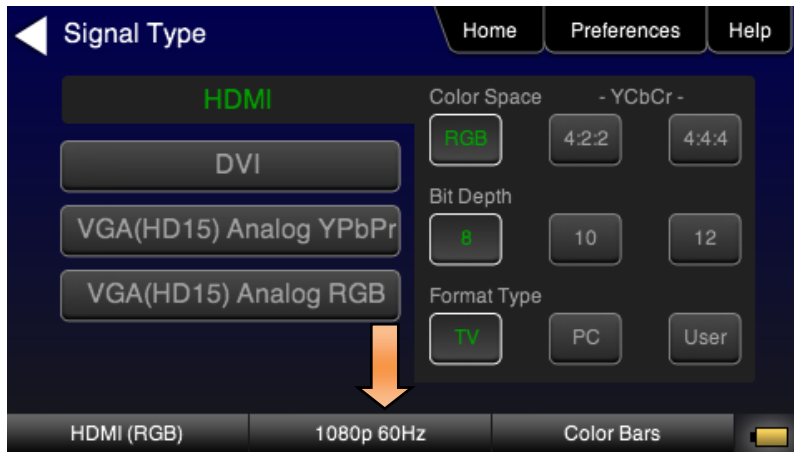 Signal Type
Home
Preferences
Help
HDMI
DVI
VGA(HD15) Analog YPbPr
VGA(HD15) Analog RGB
Color Space
- YCbCr -
RGB
4:2:2
4:4:4
Bit Depth
8
10
12
Format Type
TV
PC
User
HDMI (RGB)
1080p 60Hz
Color Bars